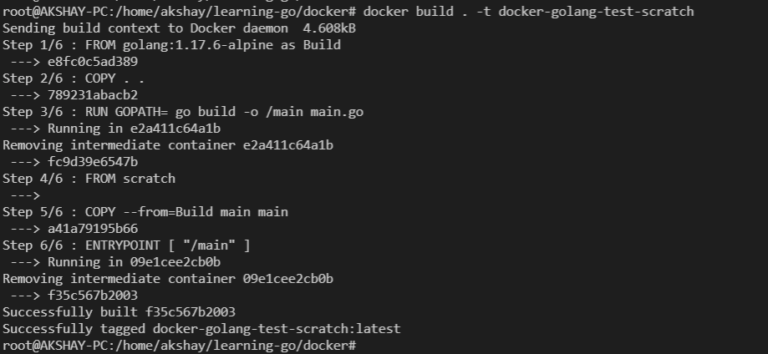 root@AKSHAY-PC:/home/akshay/learning-go/docker# docker build . -t docker-golang-test-scratch
Sending build context to Docker daemon  4.608kB
Step 1/6 : FROM golang:1.17.6-alpine as Build
 ---> e8fc0c5ad389
Step 2/6 : COPY . .
 ---> 789231abacb2
Step 3/6 : RUN GOPATH= go build -o /main main.go
 ---> Running in e2a411c64a1b
Removing intermediate container e2a411c64a1b
 ---> fc9d39e6547b
Step 4/6 : FROM scratch
 --->
Step 5/6 : COPY --from=Build main main
 ---> a41a79195b66
Step 6/6 : ENTRYPOINT [ "/main" ]
 ---> Running in 09e1cee2cb0b
Removing intermediate container 09e1cee2cb0b
 ---> f35c567b2003
Successfully built f35c567b2003
Successfully tagged docker-golang-test-scratch:latest
root@AKSHAY-PC:/home/akshay/learning-go/docker#